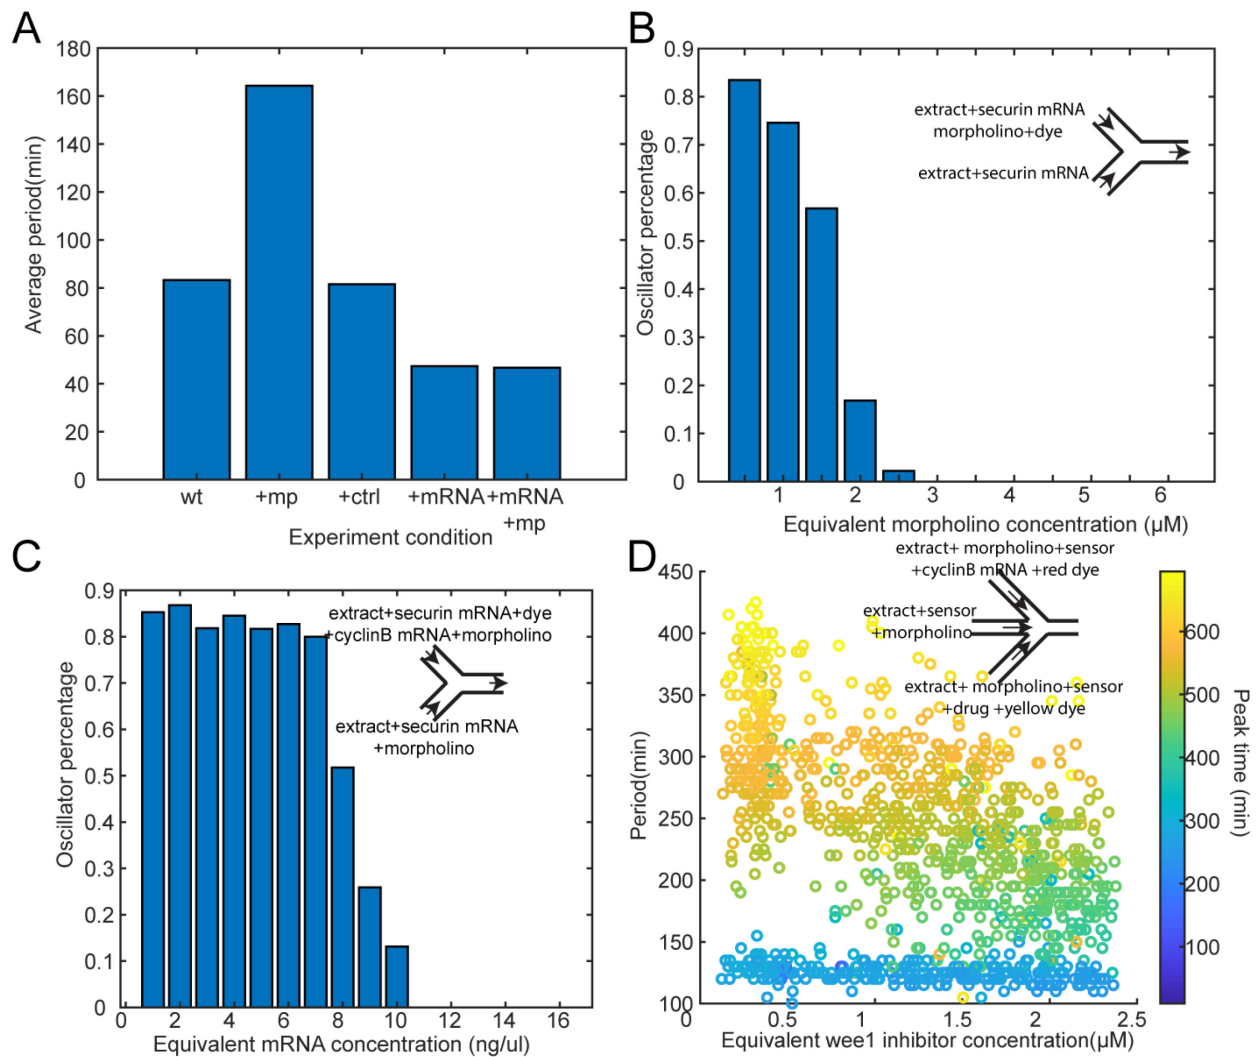 A
180
160
140
120
100
80
60
40
20
0
Average period(min)
wt
+mp
+ctrl
+mRNA
+mRNA
+mp
Experiment condition
B
0.9
0.8
0.7
0.6
0.5
0.4
0.3
0.2
0.1
0
Oscillator percentage
extract+securin mRNA
morpholino+dye
extract+securin mRNA
1
2
3
4
5
6
Equivalent morpholino concentration (µM)
C
0.9
0.8
0.7
0.6
0.5
0.4
0.3
0.2
0.1
0
Oscillator percentage
extract+securin mRNA+dye
+cyclinB mRNA+morpholino
extract+securin mRNA
+morpholino
0
2
4
6
8
10
12
14
16
Equivalent mRNA concentration (ng/ul)
D
extract+ morpholino+sensor
+cyclinB mRNA +red dye
extract+sensor
+morpholino
extract+ morpholino+sensor
+drug +yellow dye
450
400
350
300
250
200
150
100
Period(min)
0
0.5
1
1.5
2
2.5
Equivalent wee1 inhibitor concentration(µM)
600
500
400
300
200
100
Peak time (min)